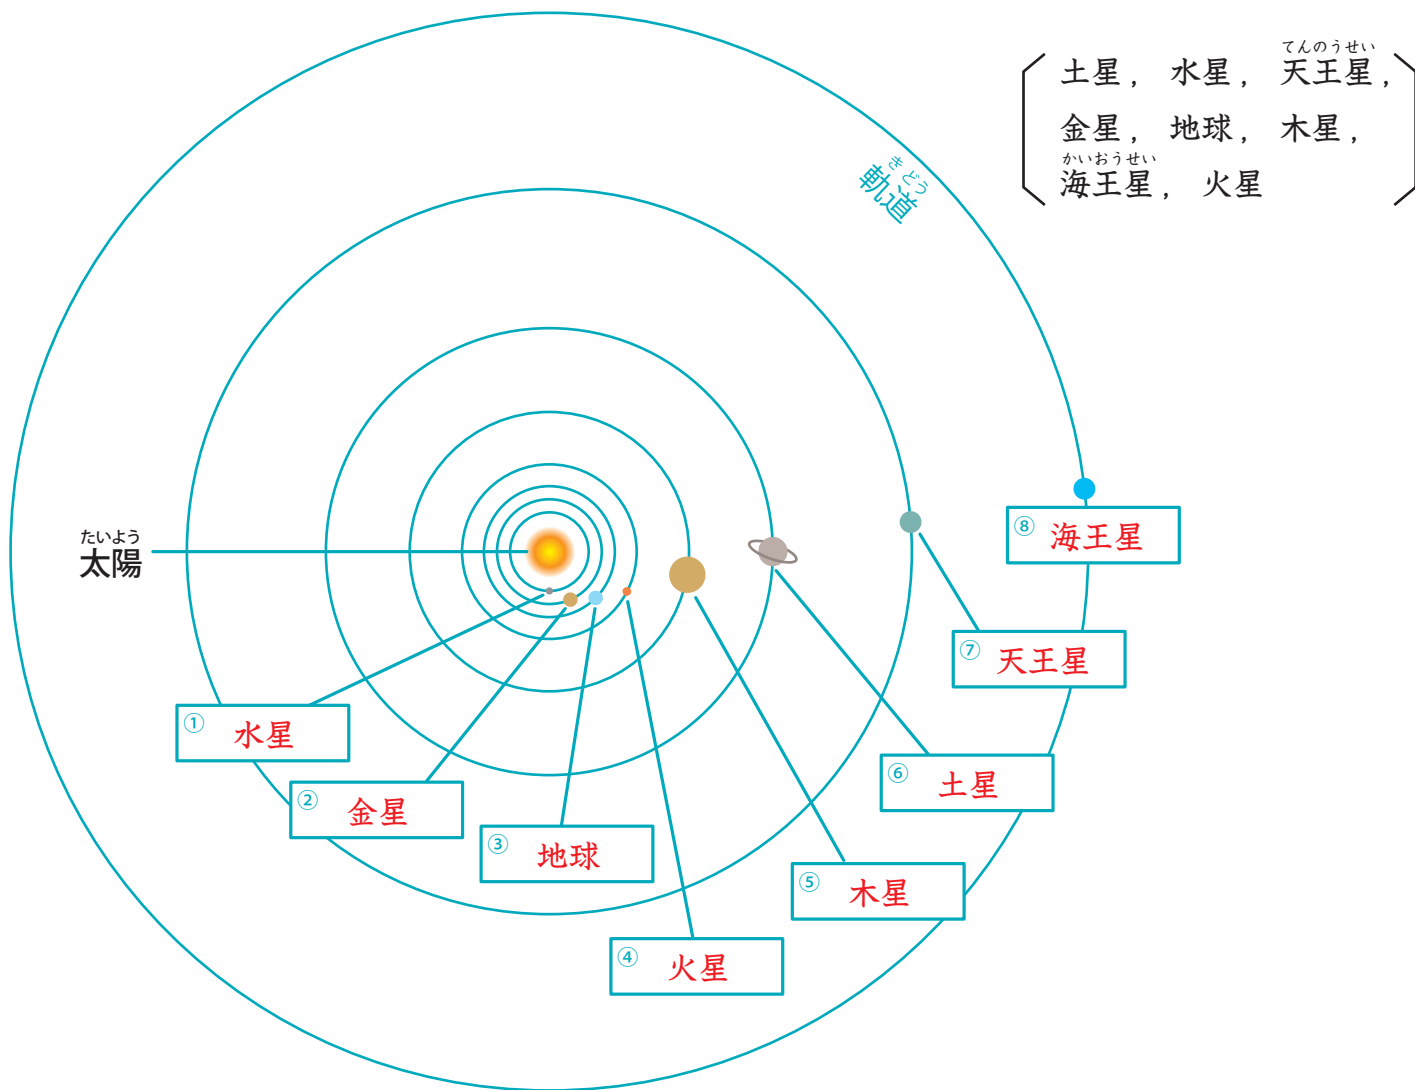 てんのうせい
土星， 水星， 天王星，
金星， 地球， 木星，
かいおうせい
海王星， 火星
きどう
軌道
たいよう
太陽
① 水星
② 金星
③ 地球
④ 火星
⑤ 木星
⑥ 土星
⑦ 天王星
⑧ 海王星